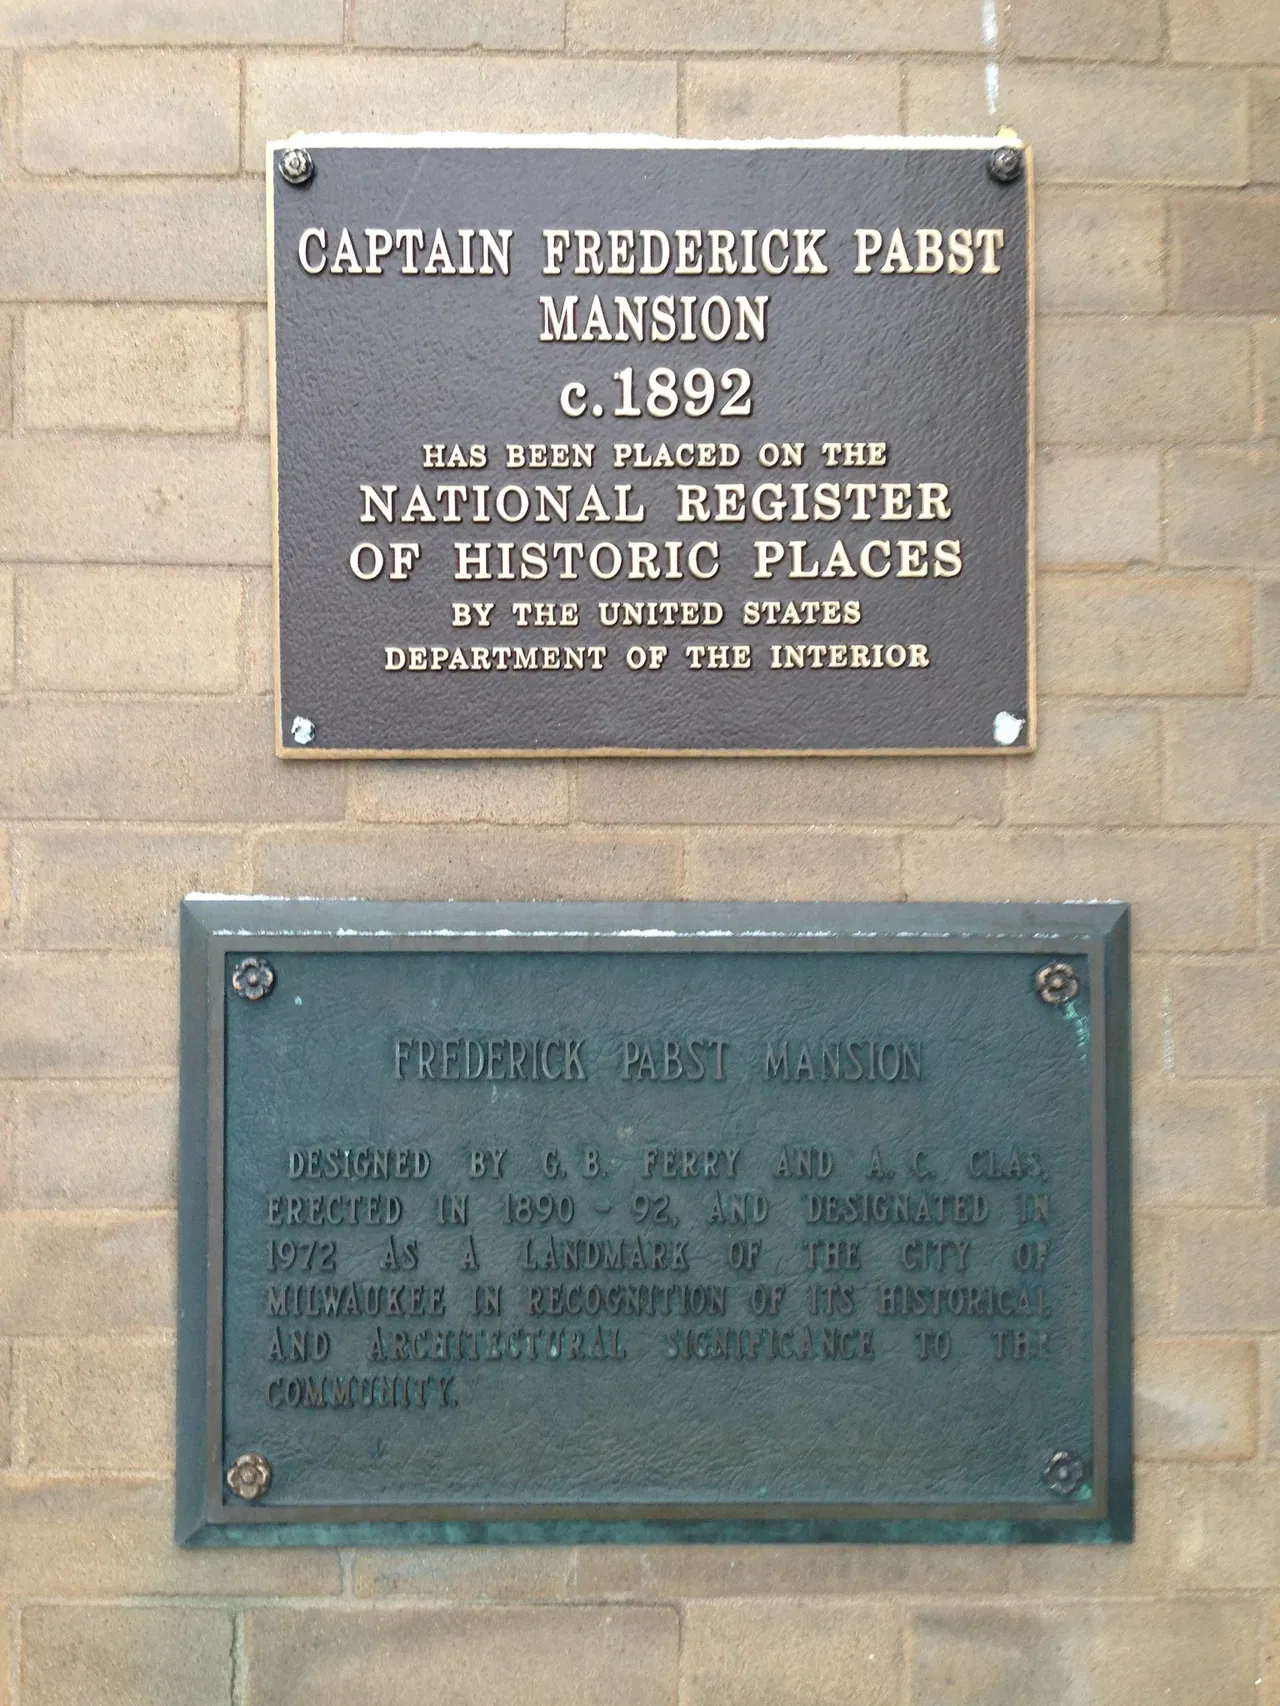 CAPTAIN FREDERICK PABST
MANSION
c.1892
HAS BEEN PLACED ON THE
NATIONAL REGISTER
OF HISTORIC PLACES
BY THE UNITED STATES
DEPARTMENT OF THE INTERIOR
FREDERICK PABST MANSION
DESIGNED BY G. B. FERRY AND A. C. CLAS,
ERECTED IN 1890 - 92, AND DESIGNATED IN
1972 AS A LANDMARK OF THE CITY OF
MILWAUKEE IN RECOGNITION OF ITS HISTORICAL
AND ARCHITECTURAL SIGNIFICANCE TO THE
COMMUNITY.